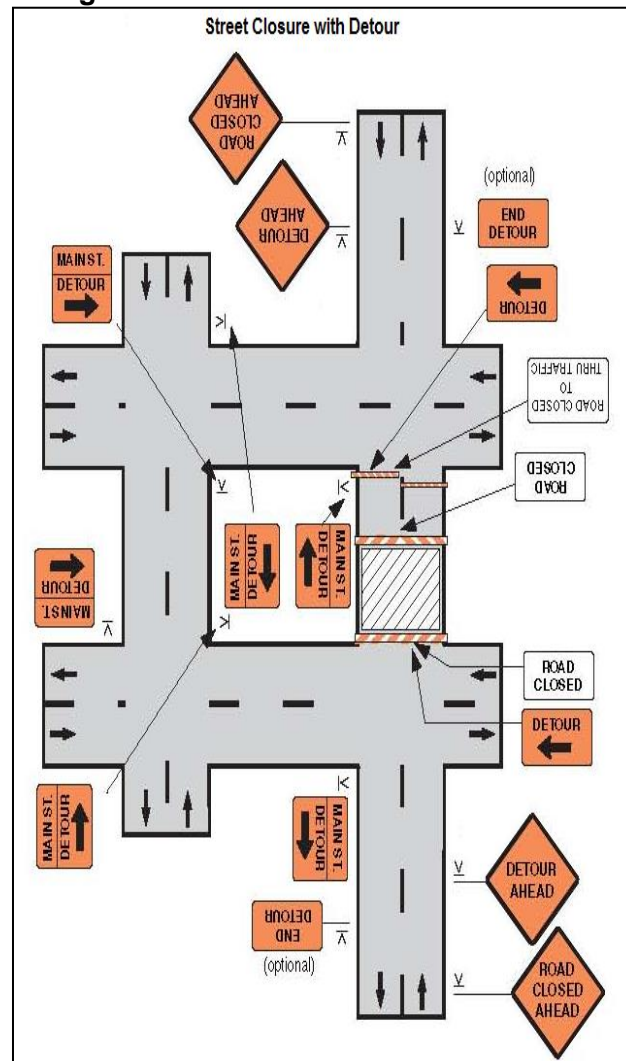 Street Closure with Detour
ROAD
CLOSED
AHEAD
DETOUR
AHEAD
(optional)
END
DETOUR
MAIN ST.
DETOUR
DETOUR
ROAD CLOSED
TO
THRU TRAFFIC
ROAD
CLOSED
MAIN ST.
DETOUR
MAIN ST.
DETOUR
MAIN ST.
DETOUR
ROAD
CLOSED
DETOUR
MAIN ST.
DETOUR
MAIN ST.
DETOUR
DETOUR
AHEAD
END
DETOUR
(optional)
ROAD
CLOSED
AHEAD